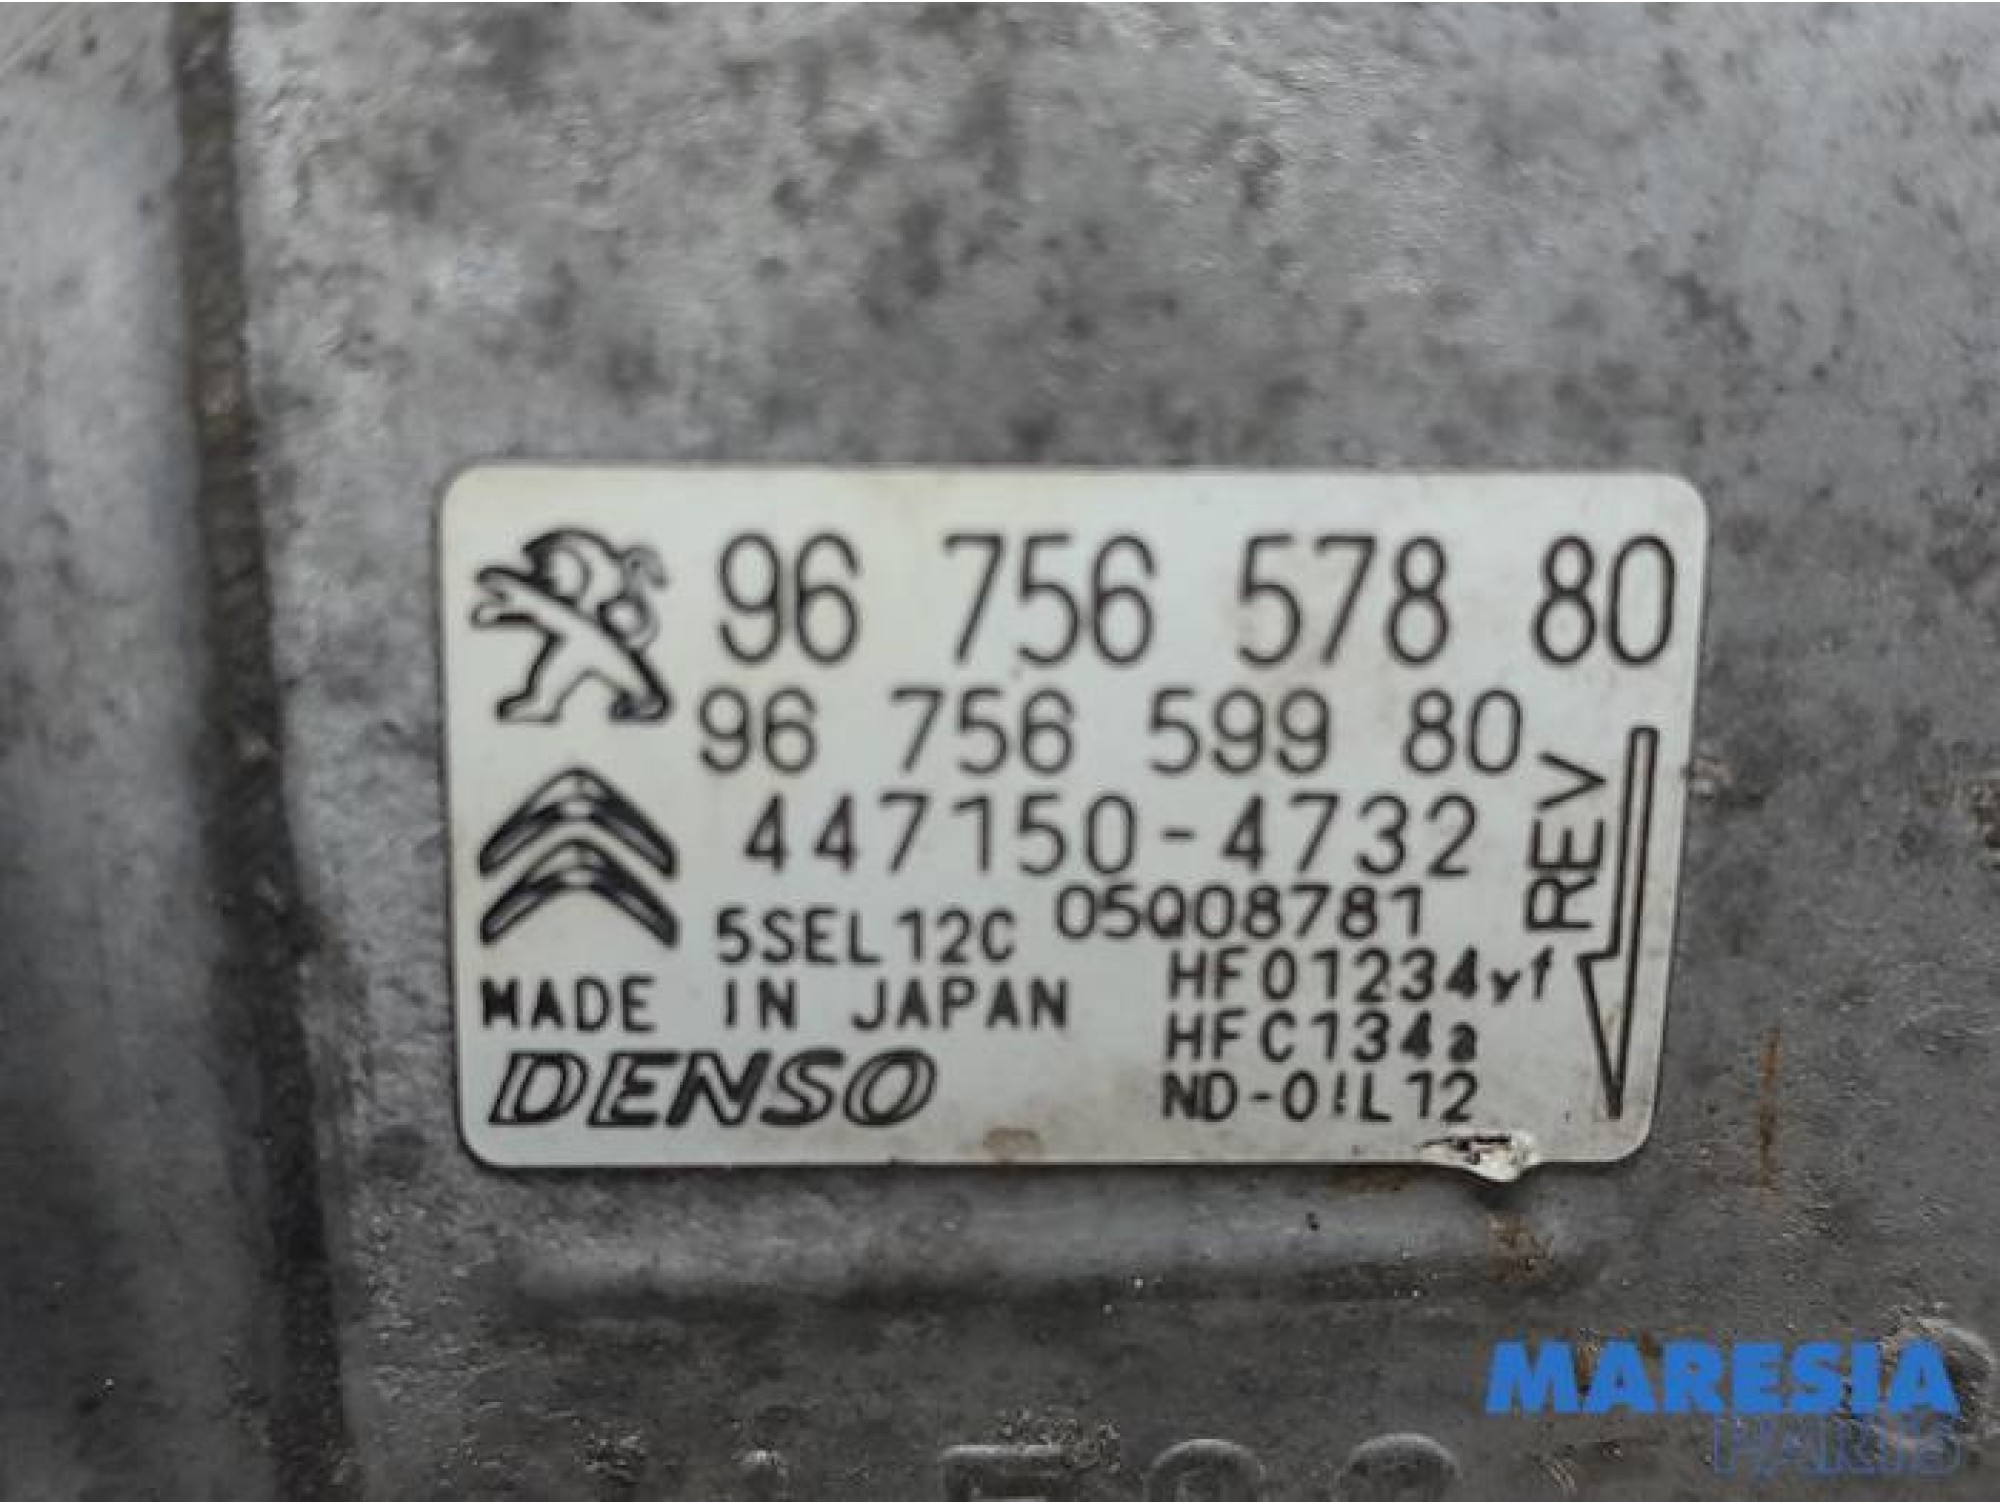 96 756 578 80
96 756 599 80
447150-4732
5SEL12C 05Q08781
REV
HF01234yf
MADE IN JAPAN
HFC134a
DENSO
ND-OIL12
MARESIA
PARTS